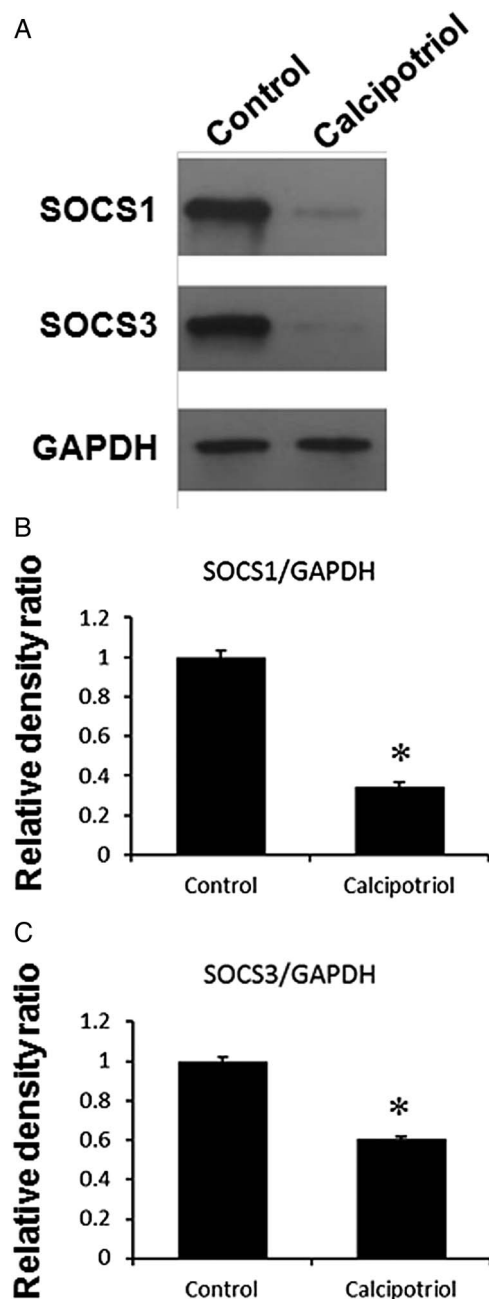 A
Control Calcipotriol
SOCS1
SOCS3
GAPDH
B
SOCS1/GAPDH
Relative density ratio
1.2
1
0.8
0.6
0.4
0.2
0
*
Control Calcipotriol
C
SOCS3/GAPDH
Relative density ratio
1.2
1
0.8
0.6
0.4
0.2
0
*
Control Calcipotriol